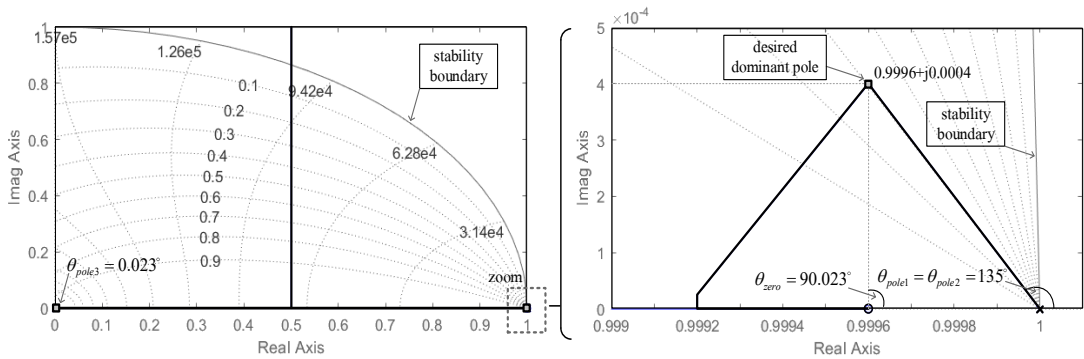 1
1.57e5
1.26e5
0.8
0.1
9.42e4
stability
boundary
0.2
0.6
0.3
6.28e4
0.4
0.4
0.5
0.6
0.7
3.14e4
0.2
0.8
0.9
θpole3 = 0.023°
zoom
0
0 0.1 0.2 0.3 0.4 0.5 0.6 0.7 0.8 0.9 1
Real Axis
Imag Axis
5 ×10-4
desired
dominant pole
0.9996+j0.0004
4
stability
boundary
3
2
1
θzero = 90.023°
θpole1 = θpole2 = 135°
0
0.999 0.9992 0.9994 0.9996 0.9998 1
Real Axis
Imag Axis